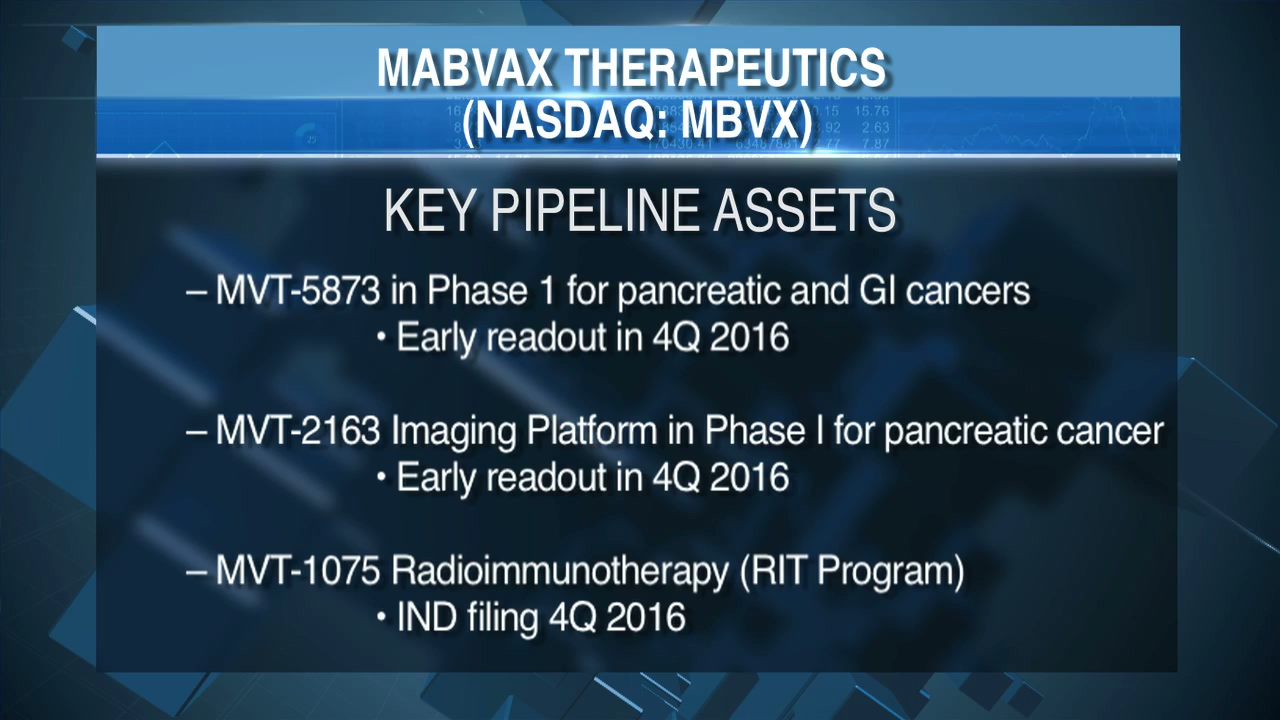 MABVAX THERAPEUTICS
(NASDAQ: MBVX)
KEY PIPELINE ASSETS
– MVT-5873 in Phase 1 for pancreatic and GI cancers
• Early readout in 4Q 2016
– MVT-2163 Imaging Platform in Phase I for pancreatic cancer
• Early readout in 4Q 2016
– MVT-1075 Radioimmunotherapy (RIT Program)
• IND filing 4Q 2016